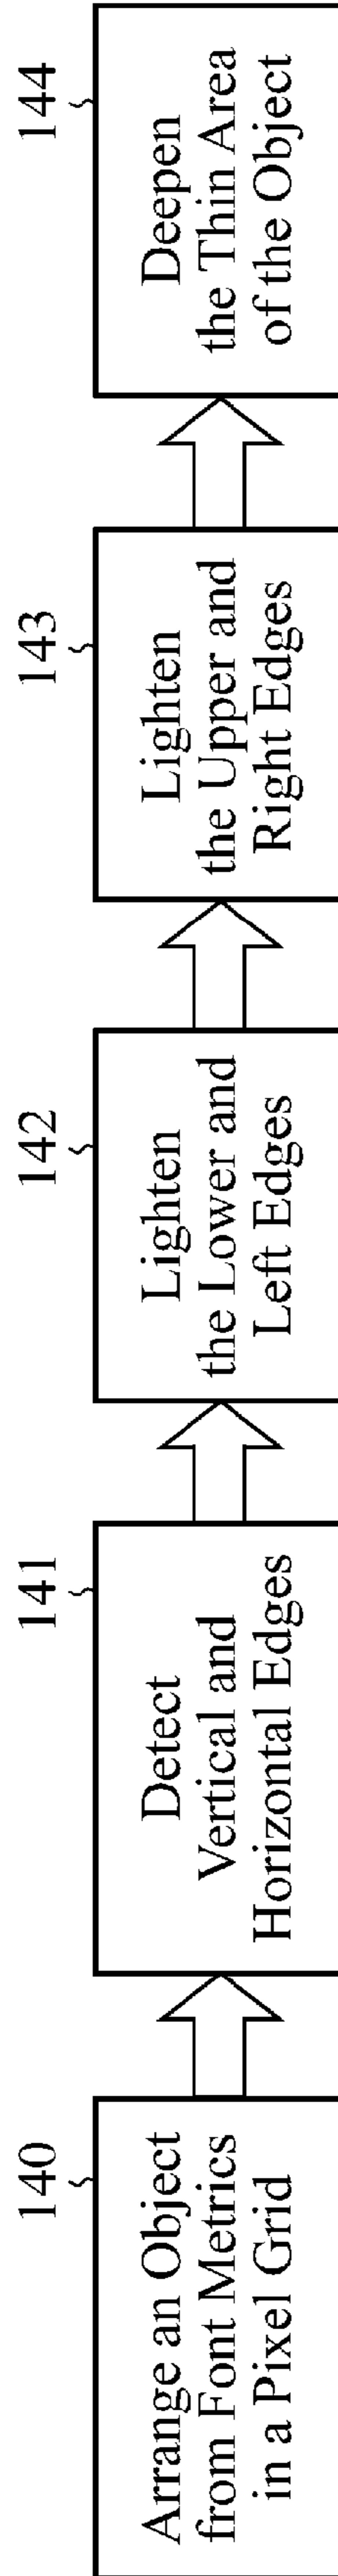 140
Arrange an Object
from Font Metrics
in a Pixel Grid
141
Detect
Vertical and
Horizontal Edges
142
Lighten
the Lower and
Left Edges
143
Lighten
the Upper and
Right Edges
144
Deepen
the Thin Area
of the Object